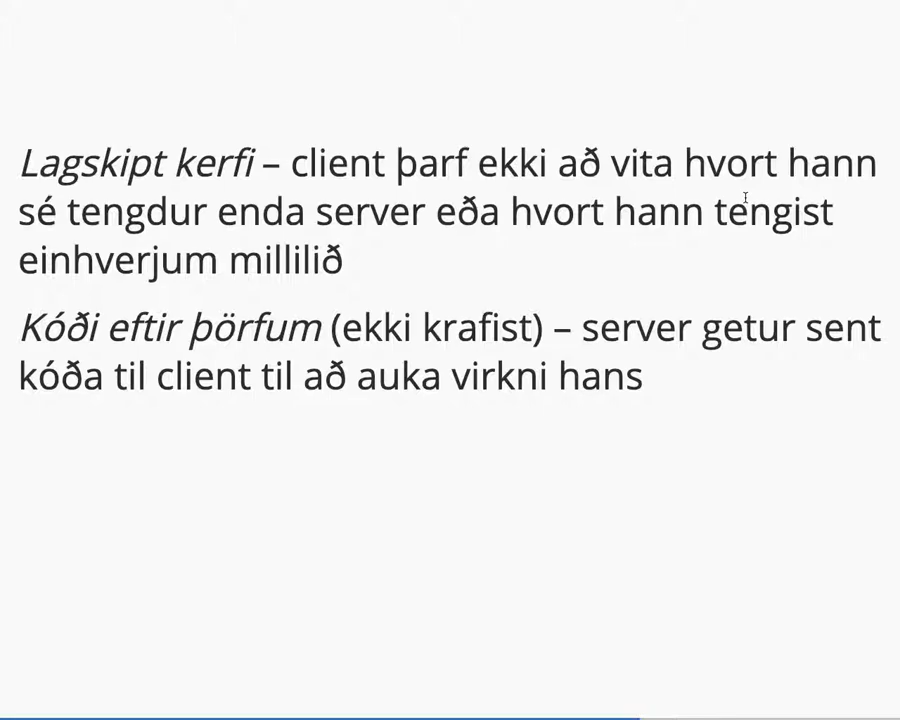 Lagskipt kerfi – client þarf ekki að vita hvort hann
sé tengdur enda server eða hvort hann tengist
einhverjum millilið
Kóði eftir þörfum (ekki krafist) – server getur sent
kóða til client til að auka virkni hans